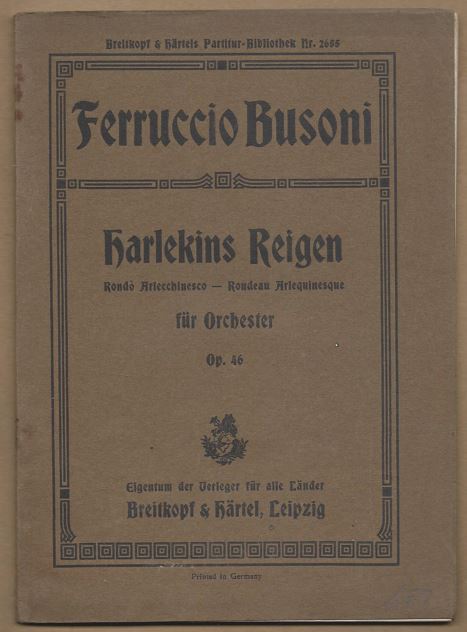 Breitkopf & Härtels Partitur-Bibliothek Nr. 2655
Ferruccio Busoni
Harlekins Reigen
Rondò Arlecchinesco — Rondeau Arlequinesque
für Orchester
Op. 46
Eigentum der Verleger für alle Länder
Breitkopf & Härtel, Leipzig
Printed in Germany